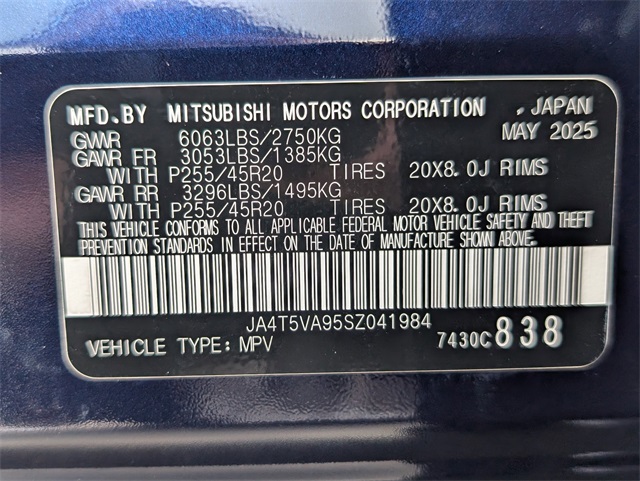 MFD.BY MITSUBISHI MOTORS CORPORATION , JAPAN
GVWR 6063LBS/2750KG MAY 2025
GAWR FR 3053LBS/1385KG
WITH P255/45R20 TIRES 20X8.0J RIMS
GAWR RR 3296LBS/1495KG
WITH P255/45R20 TIRES 20X8.0J RIMS
THIS VEHICLE CONFORMS TO ALL APPLICABLE FEDERAL MOTOR VEHICLE SAFETY AND THEFT
PREVENTION STANDARDS IN EFFECT ON THE DATE OF MANUFACTURE SHOWN ABOVE.
JA4T5VA95SZ041984
VEHICLE TYPE: MPV 7430C 838